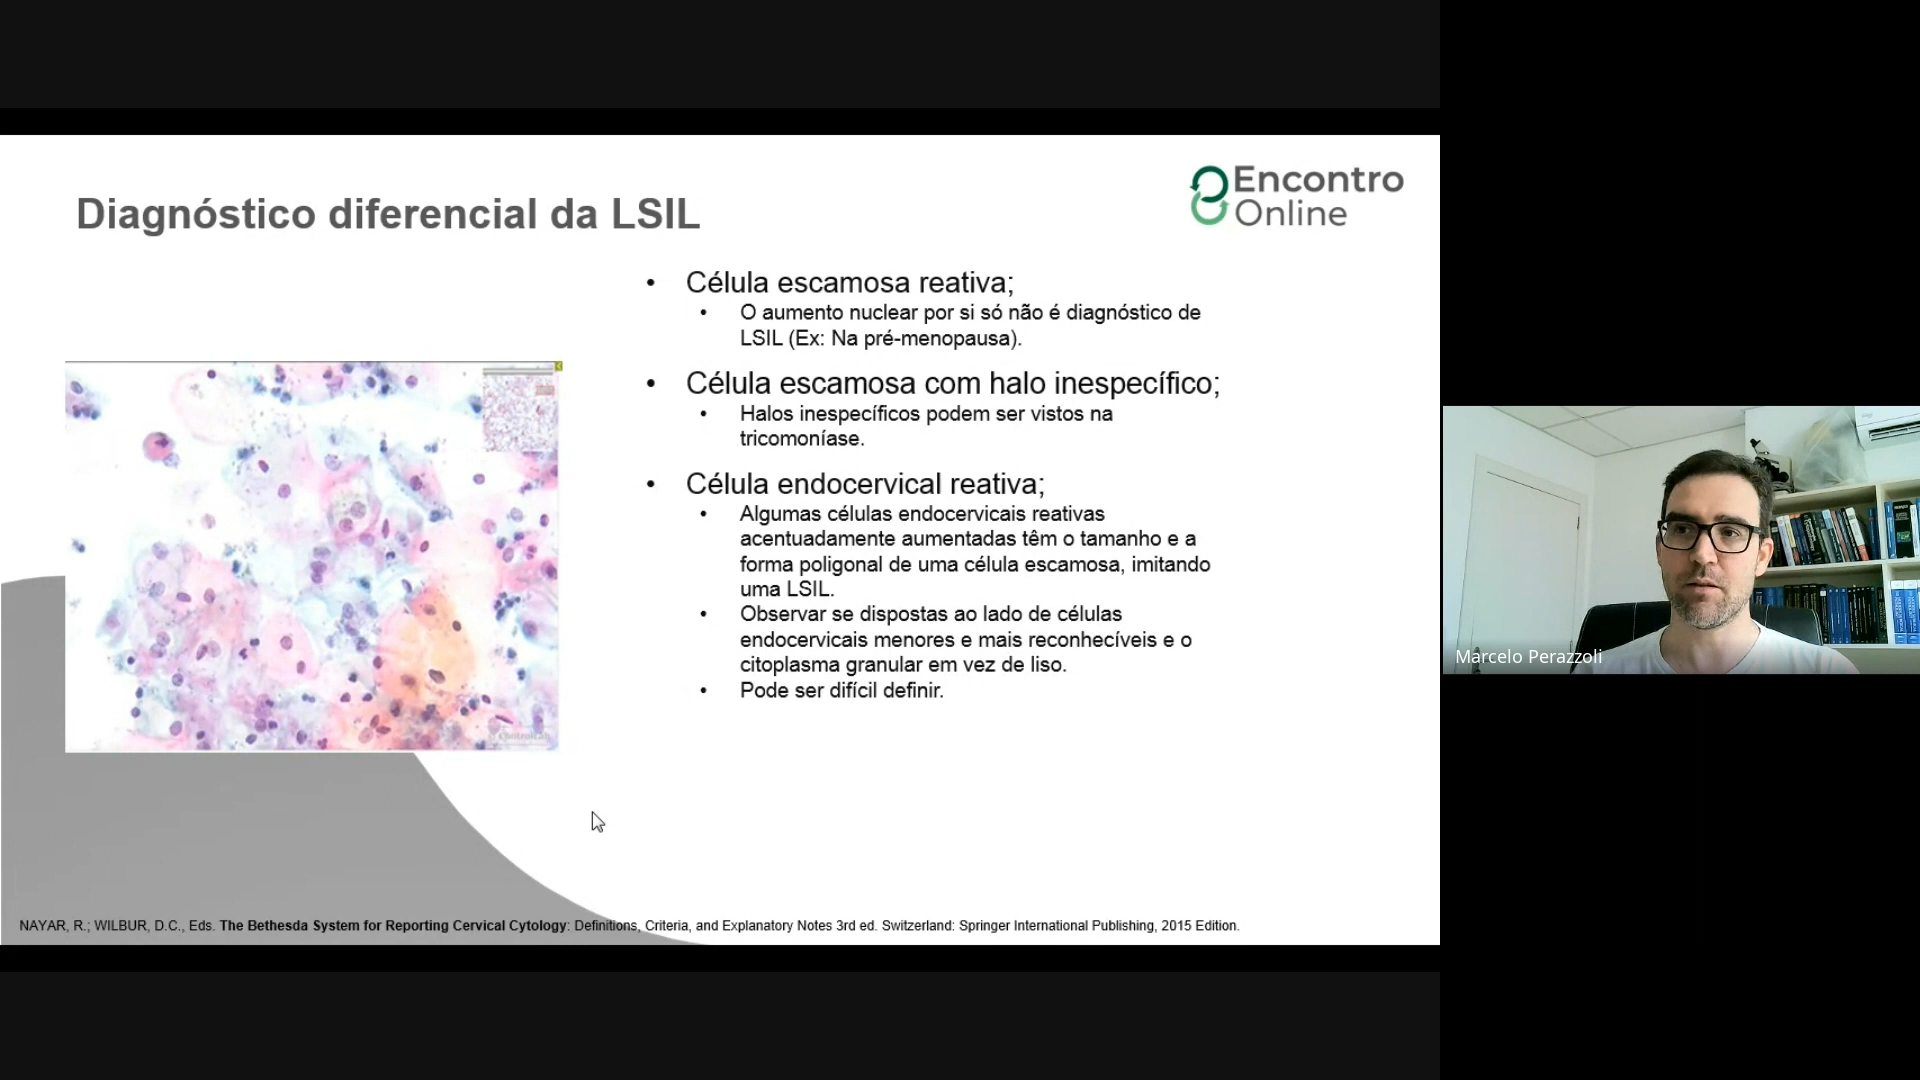 Encontro
Online
Diagnóstico diferencial da LSIL
• Célula escamosa reativa;
• O aumento nuclear por si só não é diagnóstico de
LSIL (Ex: Na pré-menopausa).
• Célula escamosa com halo inespecífico;
• Halos inespecíficos podem ser vistos na
tricomoníase.
• Célula endocervical reativa;
• Algumas células endocervicais reativas
acentuadamente aumentadas têm o tamanho e a
forma poligonal de uma célula escamosa, imitando
uma LSIL.
• Observar se dispostas ao lado de células
endocervicais menores e mais reconhecíveis e o
citoplasma granular em vez de liso.
• Pode ser difícil definir.
ControlLab
NAYAR, R.; WILBUR, D.C., Eds. The Bethesda System for Reporting Cervical Cytology: Definitions, Criteria, and Explanatory Notes 3rd ed. Switzerland: Springer International Publishing, 2015 Edition.
Marcelo Perazzoli